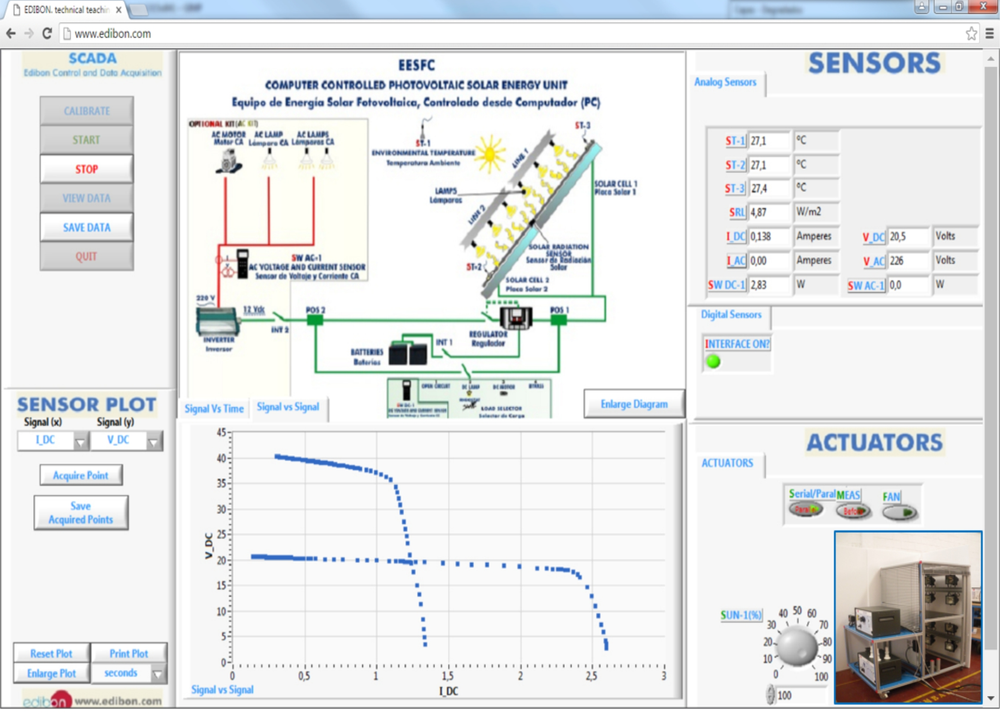 EDIBON. technical teachin
www.edibon.com
SCADA
Edibon Control and Data Acquisition
CALIBRATE
START
STOP
VIEW DATA
SAVE DATA
QUIT
EESFC
COMPUTER CONTROLLED PHOTOVOLTAIC SOLAR ENERGY UNIT
Equipo de Energía Solar Fotovoltaica, Controlado desde Computador (PC)
OPTIONAL KIT (AC KIT)
AC MOTOR
Motor CA
AC LAMP
Lámpara CA
AC LAMPS
Lámparas CA
ST-1
ENVIRONMENTAL TEMPERATURE
Temperatura Ambiente
ST-3
LINE 1
LINE 2
LAMPS
Lámparas
SOLAR CELL 1
Placa Solar 1
SOLAR RADIATION
SENSOR
Sensor de Radiación
Solar
ST-2
SOLAR CELL 2
Placa Solar 2
I
V
SW AC-1
AC VOLTAGE AND CURRENT SENSOR
Sensor de Voltaje y Corriente CA
220 V
12 Vdc
INT 2
POS 2
POS 1
INVERTER
Inversor
REGULATOR
Regulador
BATTERIES
Baterías
INT 1
OPEN CIRCUIT
DC LAMP
DC MOTOR
BYPASS
SW DC-1
LOAD SELECTOR
Selector de Carga
Enlarge Diagram
Signal Vs Time
Signal vs Signal
SENSORS
Analog Sensors
ST-1 27,1 ºC
ST-2 27,1 ºC
ST-3 27,4 ºC
SRL 4,87 W/m2
I_DC 0,138 Amperes V_DC 20,5 Volts
I_AC 0,00 Amperes V_AC 226 Volts
SW DC-1 2,83 W SW AC-1 0,0 W
Digital Sensors
INTERFACE ON?
SENSOR PLOT
Signal (x) Signal (y)
I_DC V_DC
Acquire Point
Save
Acquired Points
Reset Plot Print Plot
Enlarge Plot seconds
edibon www.edibon.com
V_DC
45
40
35
30
25
20
15
10
5
0
0 0,5 1 1,5 2 2,5 3
I_DC
Signal vs Signal
ACTUATORS
ACTUATORS
Serial/Paral MEAS FAN
SUN-1(%)
0 10 20 30 40 50 60 70 80 90 100
100